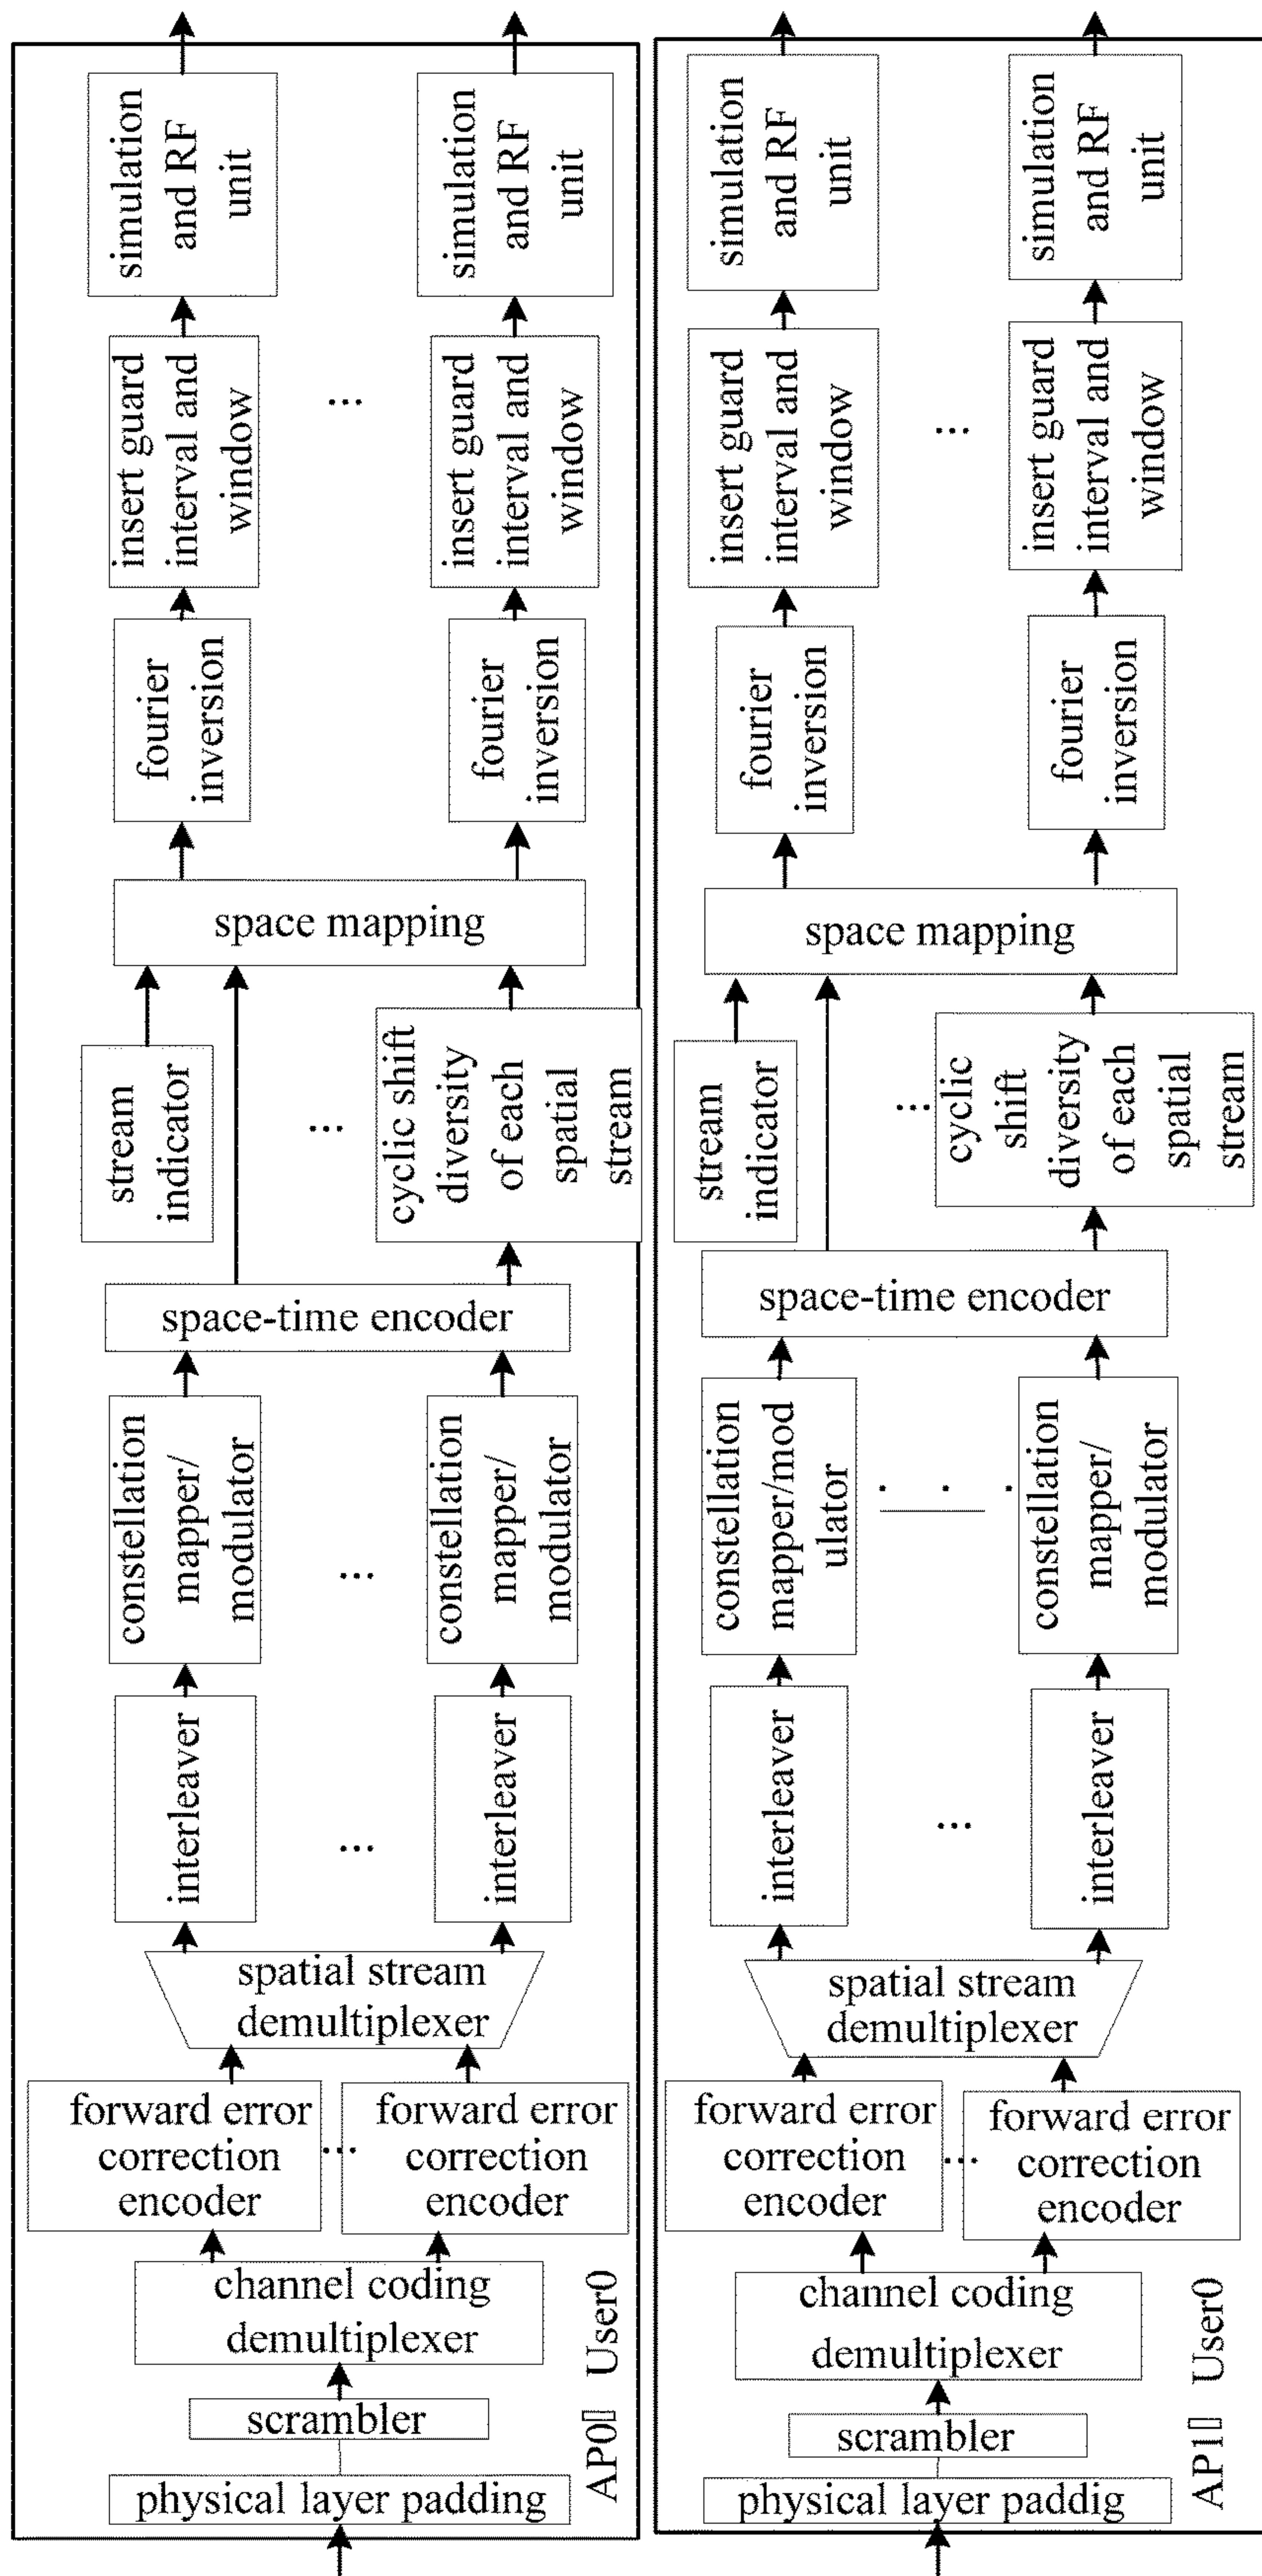 simulation
and RF
unit
simulation
and RF
unit
insert guard
interval and
window
...
insert guard
interval and
window
fourier
inversion
fourier
inversion
space mapping
stream
indicator
...
cyclic shift
diversity
of each
spatial
stream
space-time encoder
constellation
mapper/
modulator
...
constellation
mapper/
modulator
interleaver
...
interleaver
spatial stream
demultiplexer
forward error
correction
encoder
...
forward error
correction
encoder
channel coding
demultiplexer
scrambler
physical layer padding
AP0▯ User0
simulation
and RF
unit
simulation
and RF
unit
insert guard
interval and
window
...
insert guard
interval and
window
fourier
inversion
fourier
inversion
space mapping
stream
indicator
...
cyclic
shift
diversity
of each
spatial
stream
space-time encoder
constellation
mapper/mod
ulator
. . .
constellation
mapper/
modulator
interleaver
...
interleaver
spatial stream
demultiplexer
forward error
correction
encoder
...
forward error
correction
encoder
channel coding
demultiplexer
scrambler
physical layer paddig
AP1▯ User0